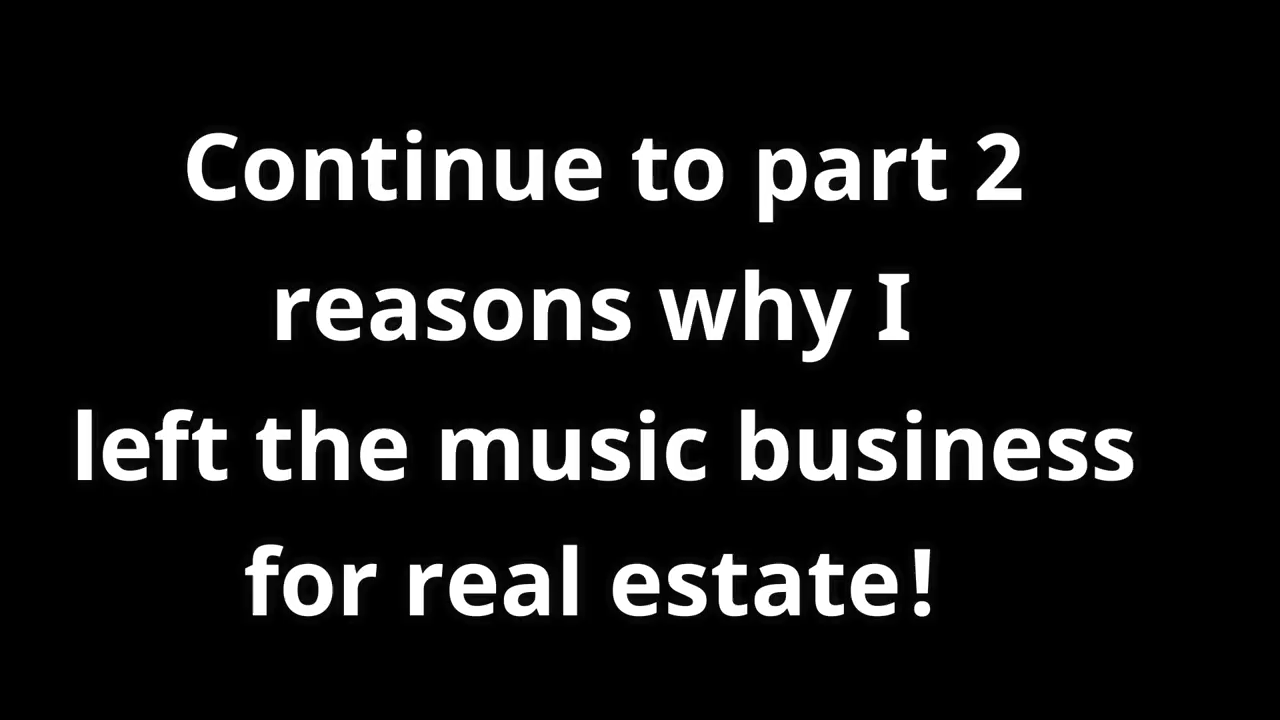 Continue to part 2
reasons why I
left the music business
for real estate!